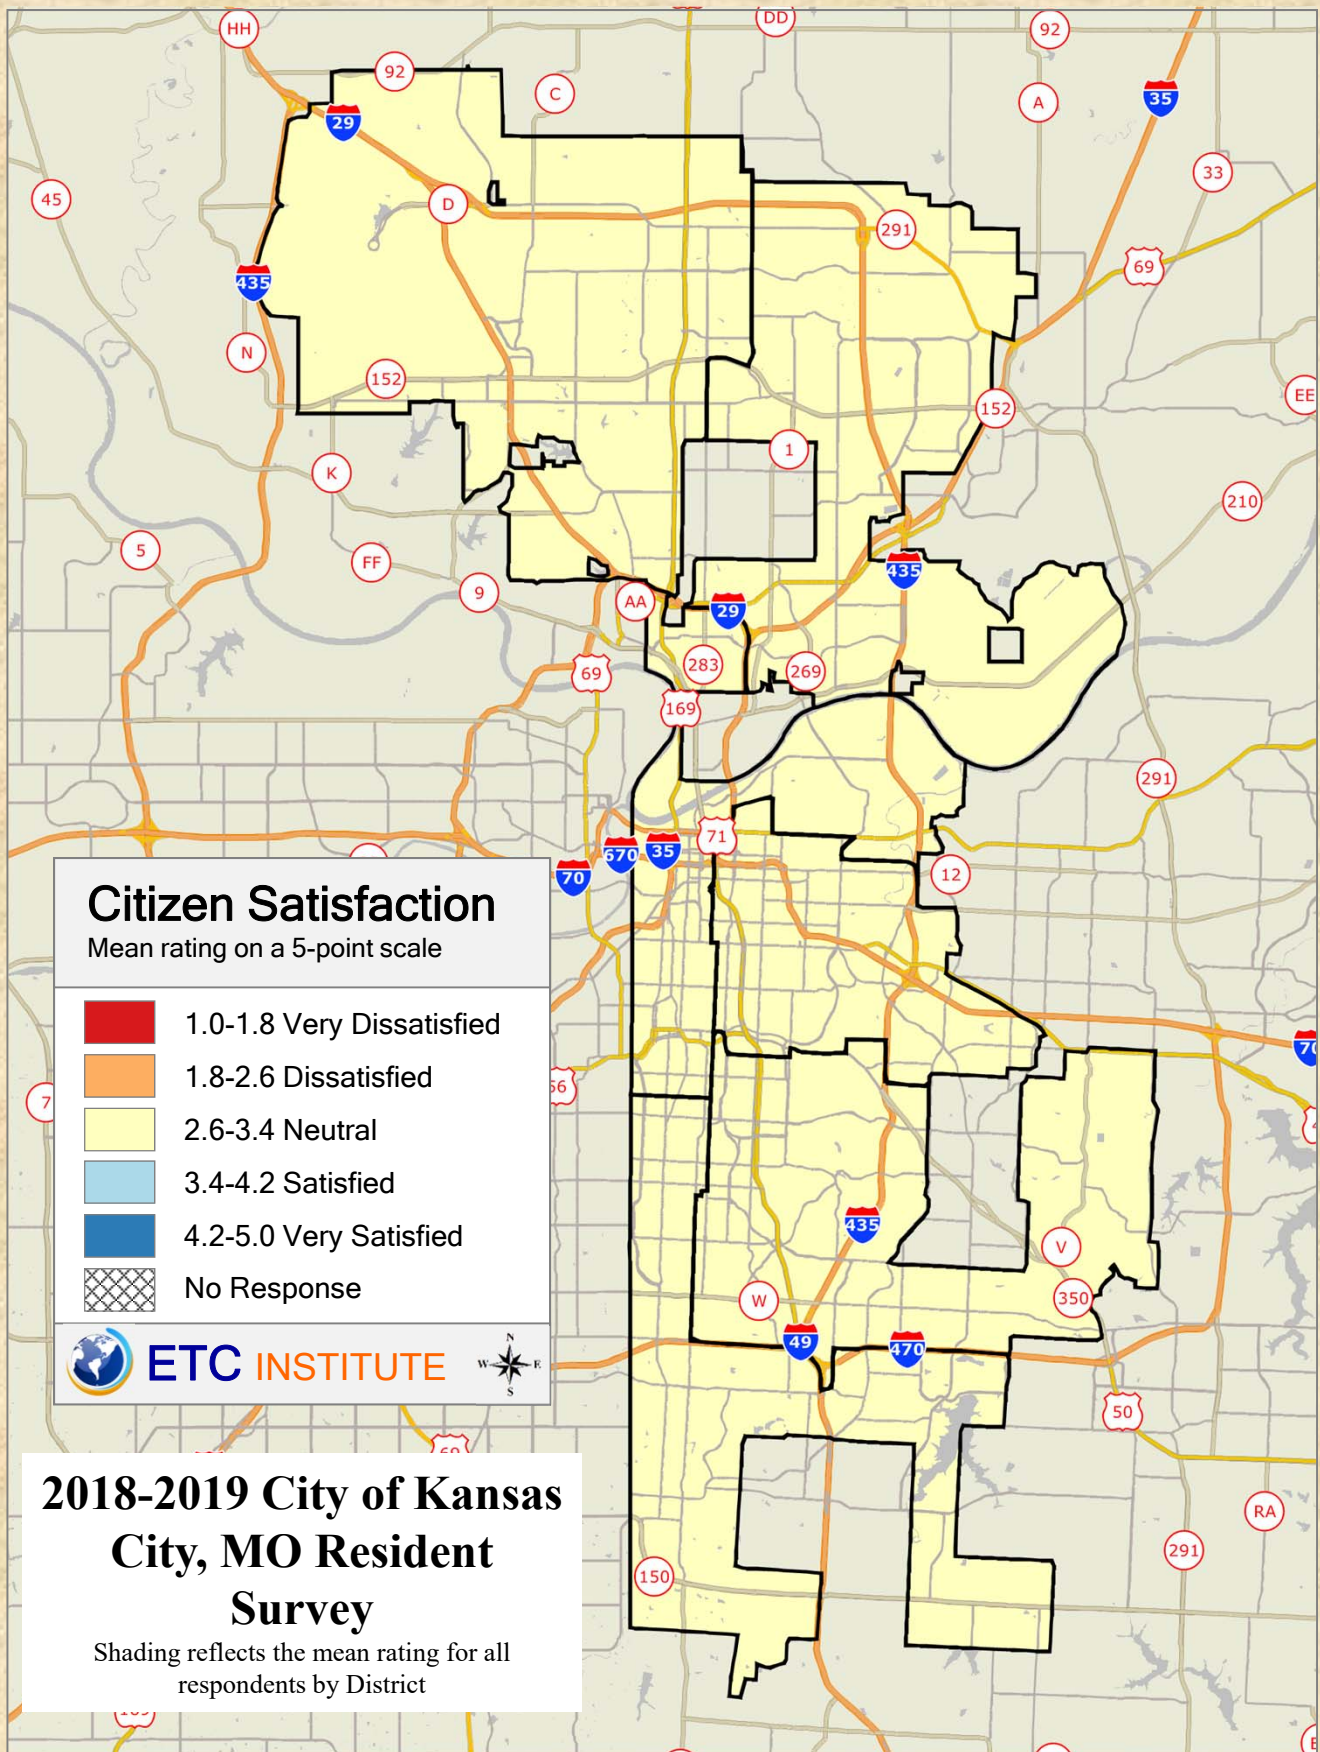 HH
DD
92
92
C
A
35
29
33
45
D
291
69
435
N
152
EE
152
1
K
210
5
FF
435
9
AA
29
283
269
69
169
291
71
670
35
70
12
Citizen Satisfaction
Mean rating on a 5-point scale
1.0-1.8 Very Dissatisfied
1.8-2.6 Dissatisfied
2.6-3.4 Neutral
3.4-4.2 Satisfied
4.2-5.0 Very Satisfied
No Response
ETC INSTITUTE
N
W E
S
70
56
7
435
V
350
W
49
470
50
69
2018-2019 City of Kansas
City, MO Resident
Survey
Shading reflects the mean rating for all
respondents by District
RA
291
150
169